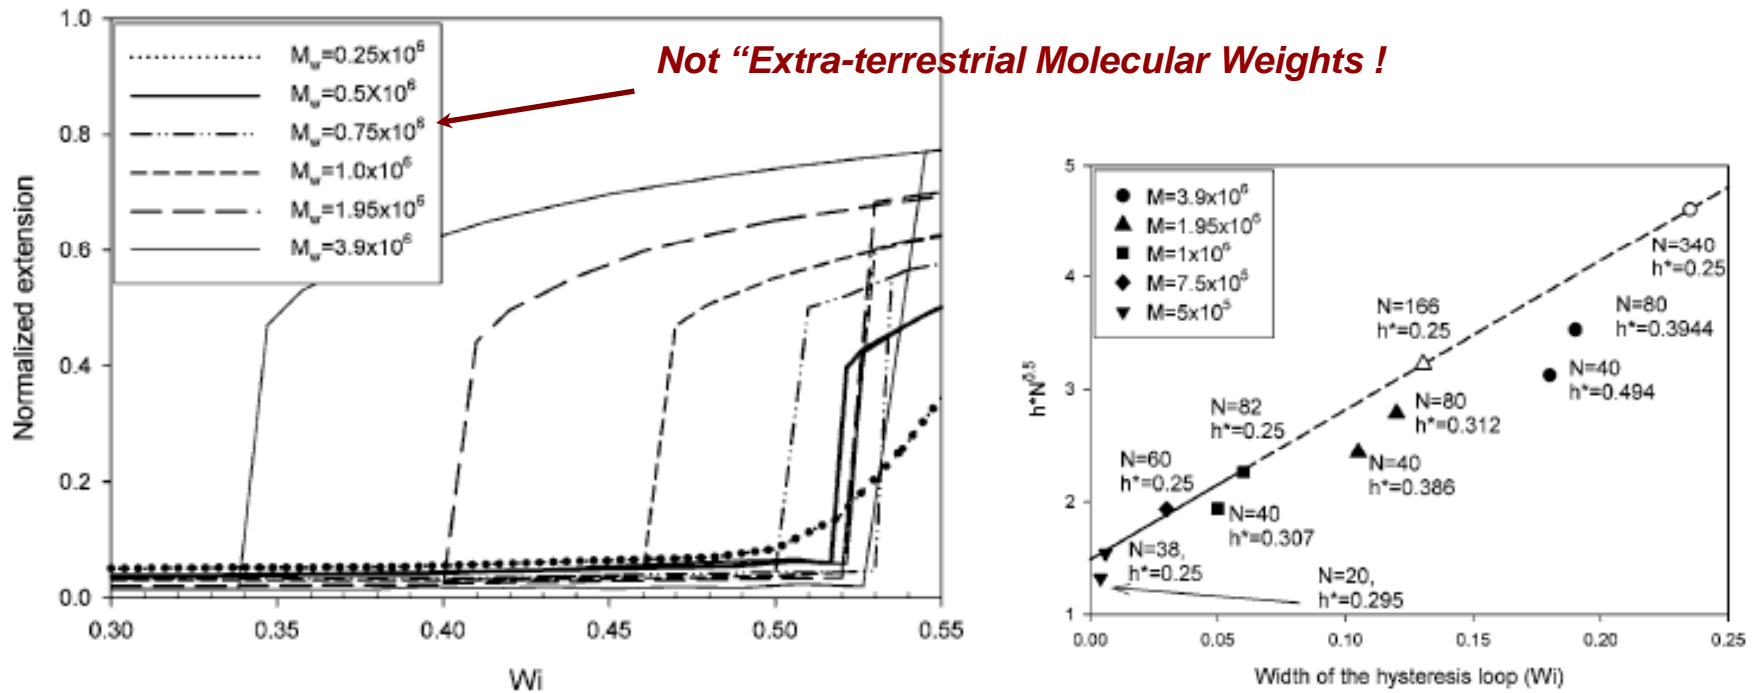 Not “Extra-terrestrial Molecular Weights !
1.0
0.8
0.6
0.4
0.2
0.0
Normalized extension
M_w=0.25x10^6
M_w=0.5X10^6
M_w=0.75x10^6
M_w=1.0x10^6
M_w=1.95x10^6
M_w=3.9x10^6
0.30 0.35 0.40 0.45 0.50 0.55
Wi
5
4
3
2
1
h*N^0.5
M=3.9x10^6
M=1.95x10^6
M=1x10^6
M=7.5x10^5
M=5x10^5
N=340
h*=0.25
N=166
h*=0.25
N=80
h*=0.3944
N=40
h*=0.494
N=82
h*=0.25
N=80
h*=0.312
N=60
h*=0.25
N=40
h*=0.386
N=40
h*=0.307
N=38,
h*=0.25
N=20,
h*=0.295
0.00 0.05 0.10 0.15 0.20 0.25
Width of the hysteresis loop (Wi)